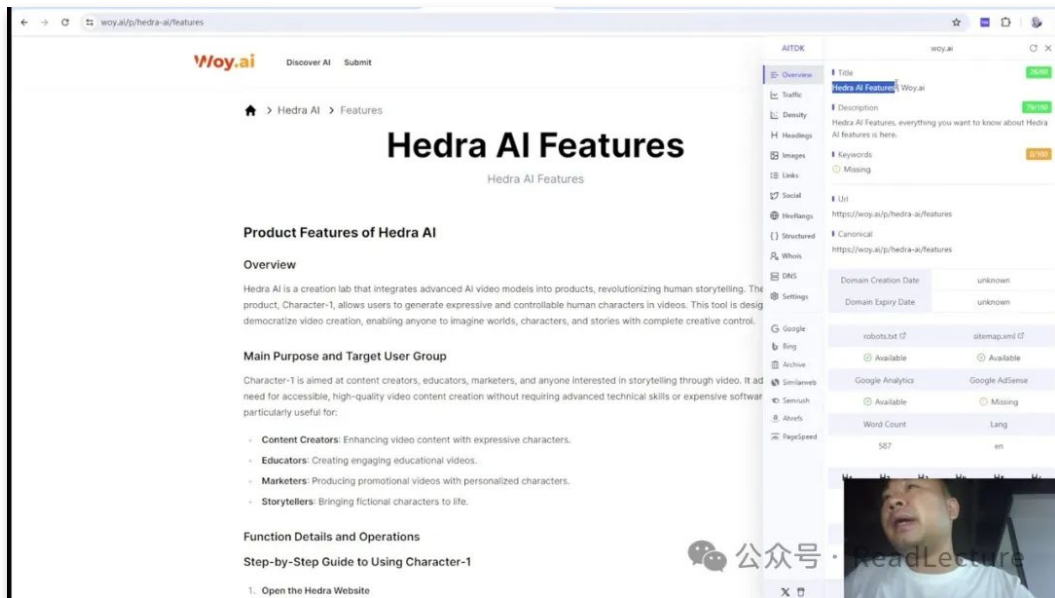 woy.ai/p/hedra-ai/features
Woy.ai
Discover AI
Submit
Hedra AI
Features
Hedra AI Features
Hedra AI Features
Product Features of Hedra AI
Overview
Hedra AI is a creation lab that integrates advanced AI video models into products, revolutionizing human storytelling. The
product, Character-1, allows users to generate expressive and controllable human characters in videos. This tool is desig
democratize video creation, enabling anyone to imagine worlds, characters, and stories with complete creative control.
Main Purpose and Target User Group
Character-1 is aimed at content creators, educators, marketers, and anyone interested in storytelling through video. It ad
need for accessible, high-quality video content creation without requiring advanced technical skills or expensive softwar
particularly useful for:
Content Creators: Enhancing video content with expressive characters.
Educators: Creating engaging educational videos.
Marketers: Producing promotional videos with personalized characters.
Storytellers: Bringing fictional characters to life.
Function Details and Operations
Step-by-Step Guide to Using Character-1
1. Open the Hedra Website
AITDK
woy.ai
Overview
Traffic
Density
Headings
Images
Links
Social
Hreflangs
Structured
Whois
DNS
Settings
Google
Bing
Archive
Similarweb
Semrush
Ahrefs
PageSpeed
Title
Hedra AI Features | Woy.ai
Description
79/160
Hedra AI Features, everything you want to know about Hedra
AI features is here.
Keywords
0/100
Missing
Url
https://woy.ai/p/hedra-ai/features
Canonical
https://woy.ai/p/hedra-ai/features
Domain Creation Date
unknown
Domain Expiry Date
unknown
robots.txt
sitemap.xml
Available
Available
Google Analytics
Google AdSense
Available
Missing
Word Count
Lang
587
en
公众号 · ReadLecture